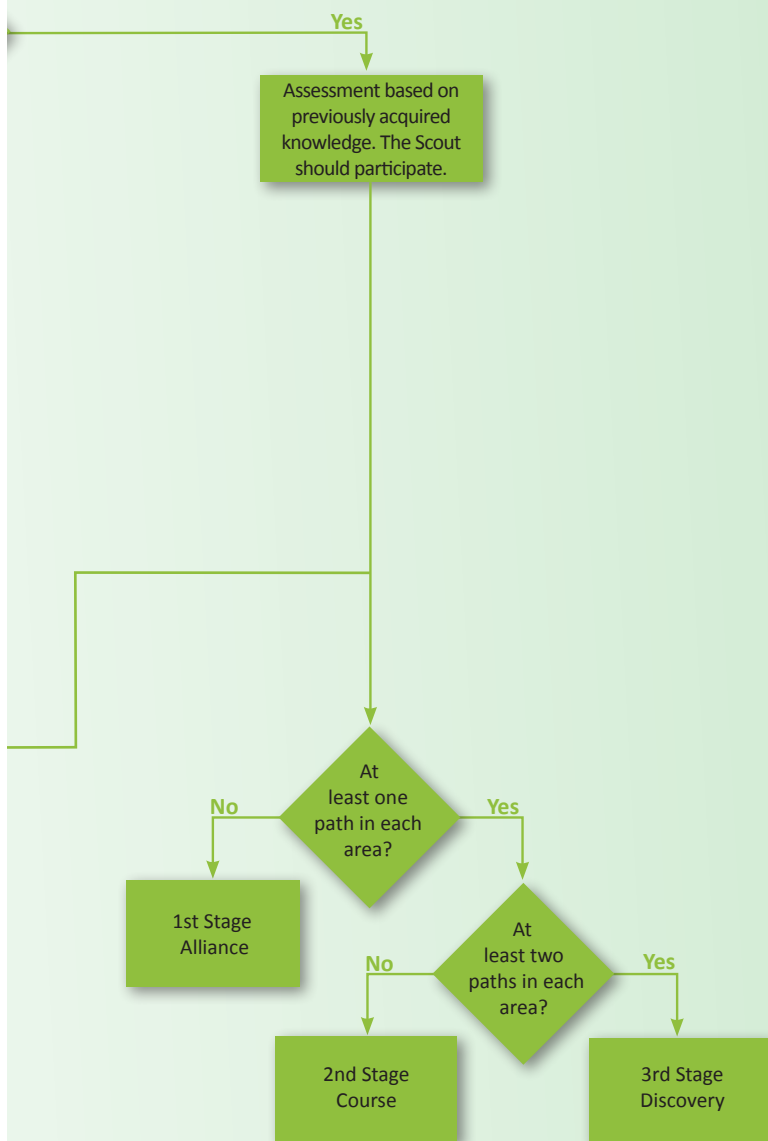 Yes
Assessment based on
previously acquired
knowledge. The Scout
should participate.
At
least one
path in each
area?
No
Yes
1st Stage
Alliance
At
least two
paths in each
area?
No
Yes
2nd Stage
Course
3rd Stage
Discovery